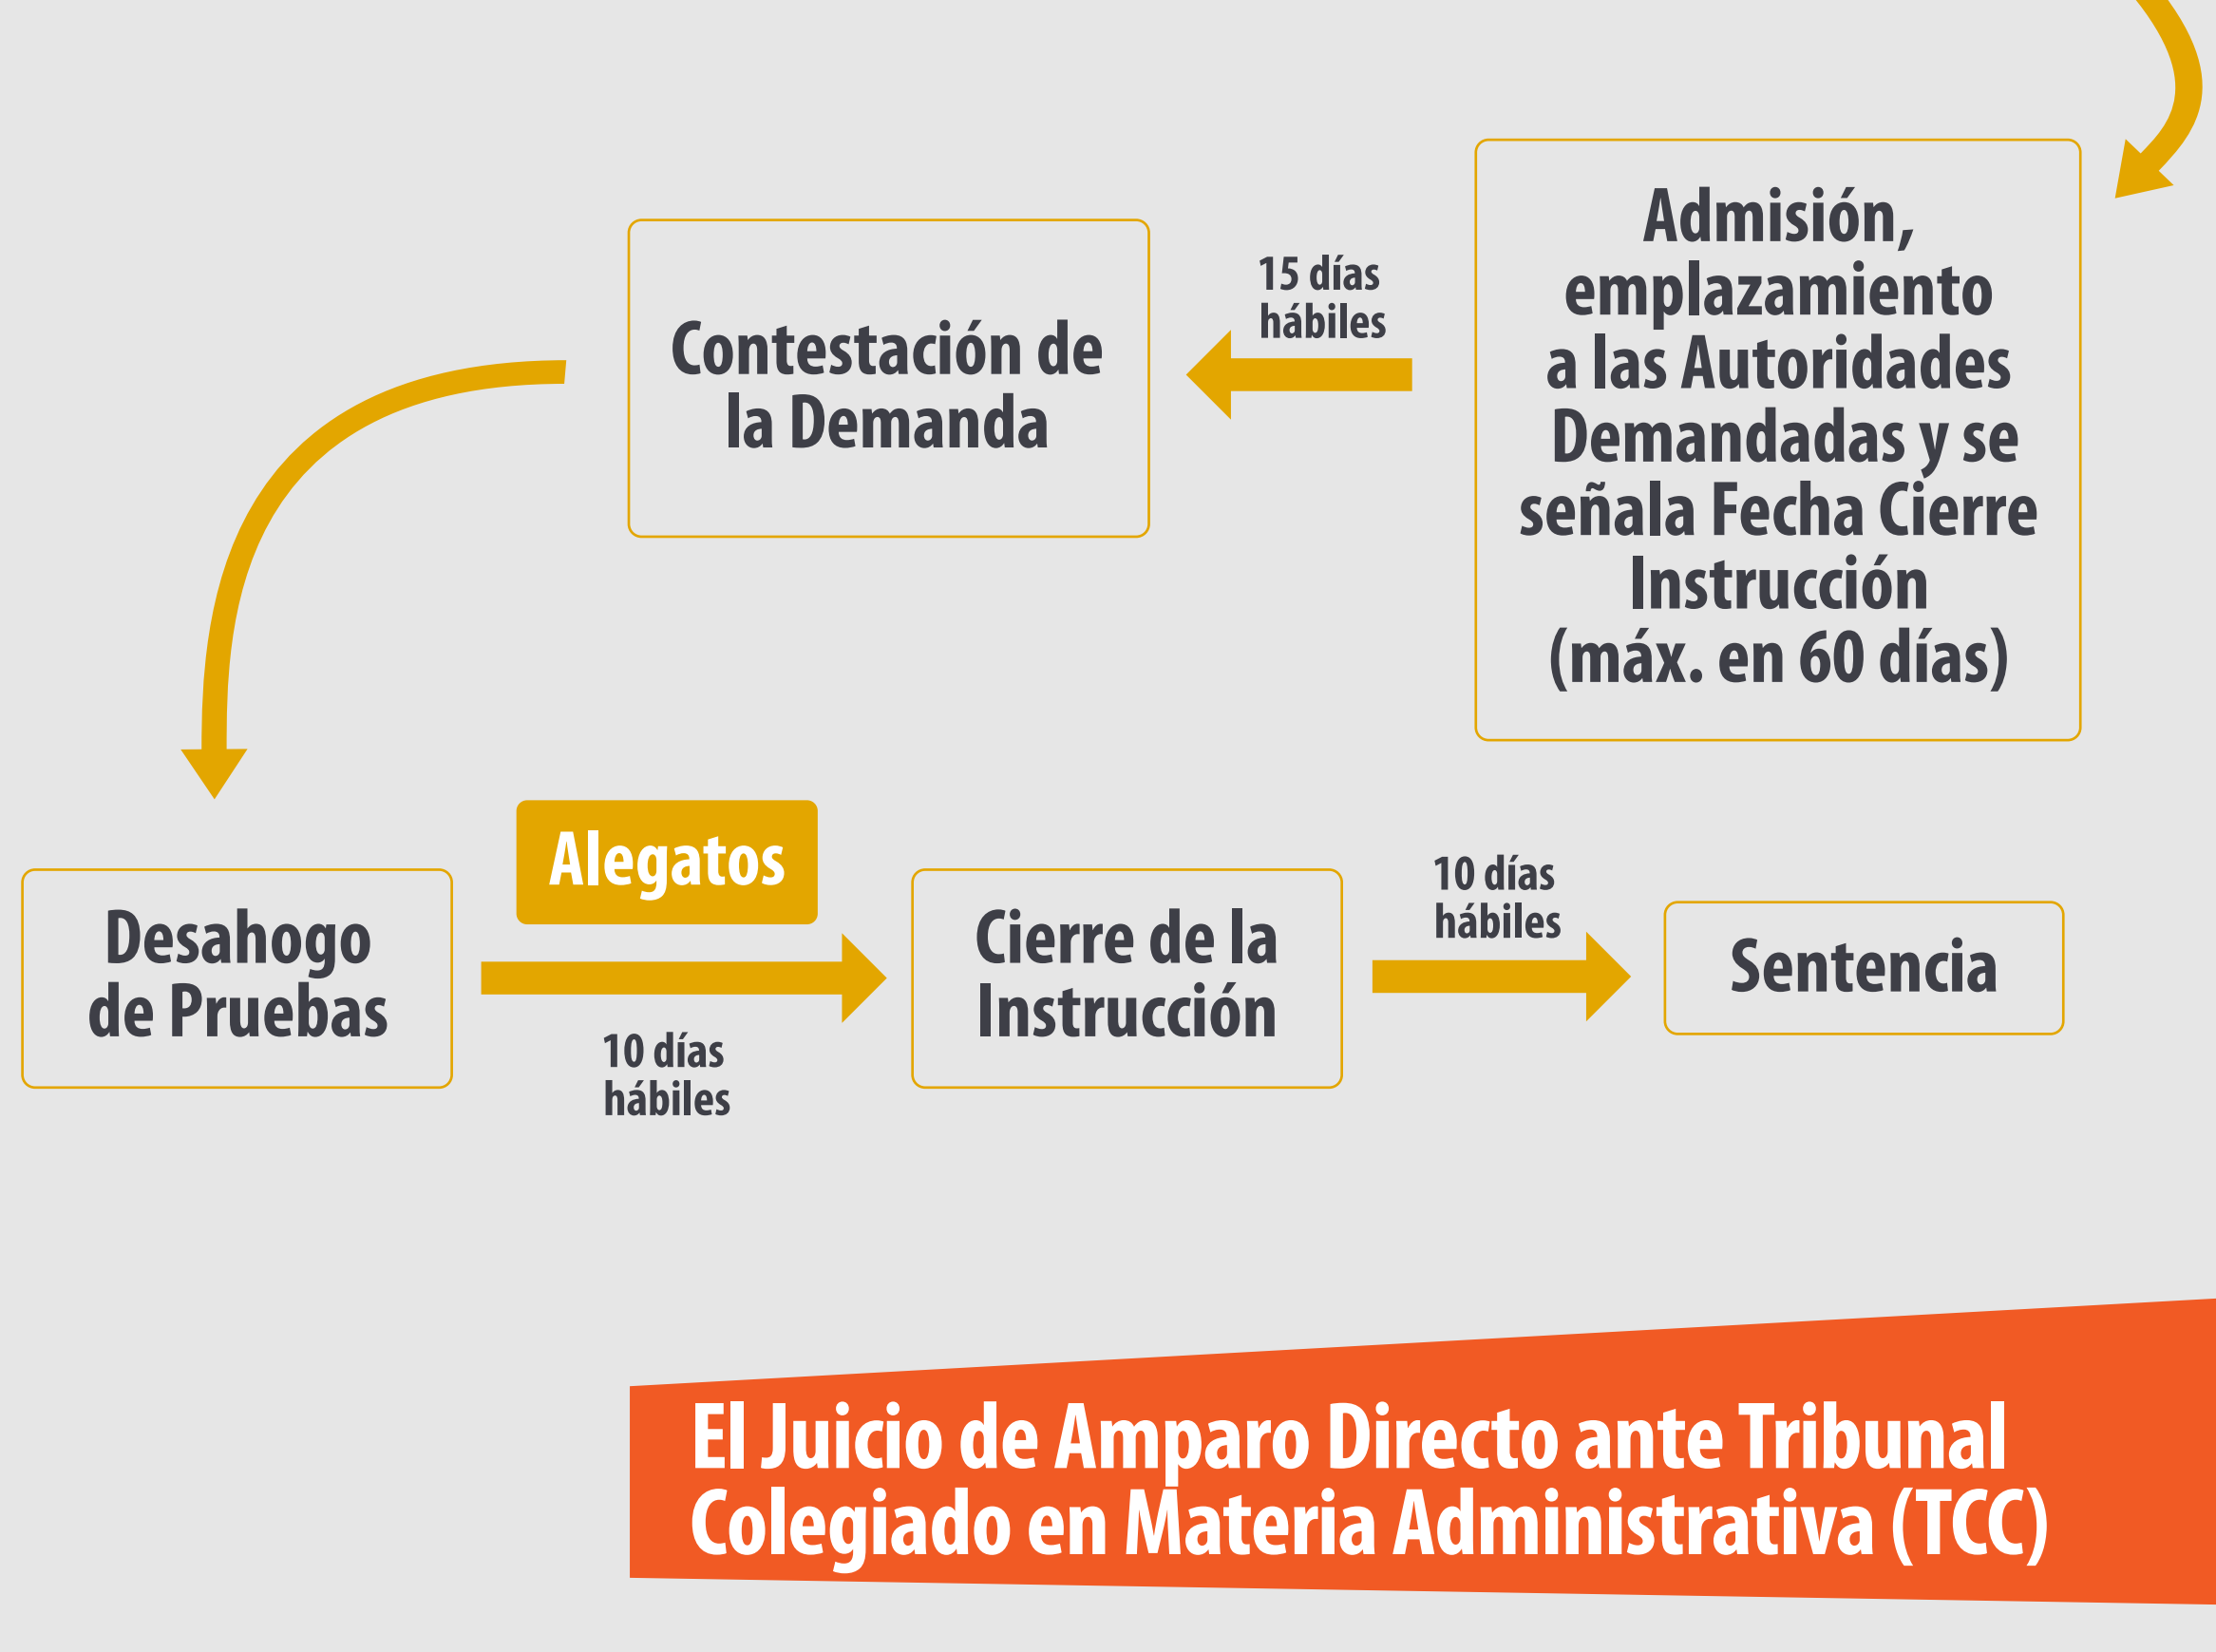 Admisión,
emplazamiento
a las Autoridades
Demandadas y se
señala Fecha Cierre
Instrucción
(máx. en 60 días)
15 días
hábiles
Contestación de
la Demanda
Desahogo
de Pruebas
Alegatos
10 días
hábiles
Cierre de la
Instrucción
10 días
hábiles
Sentencia
El Juicio de Amparo Directo ante Tribunal
Colegiado en Materia Administrativa (TCC)